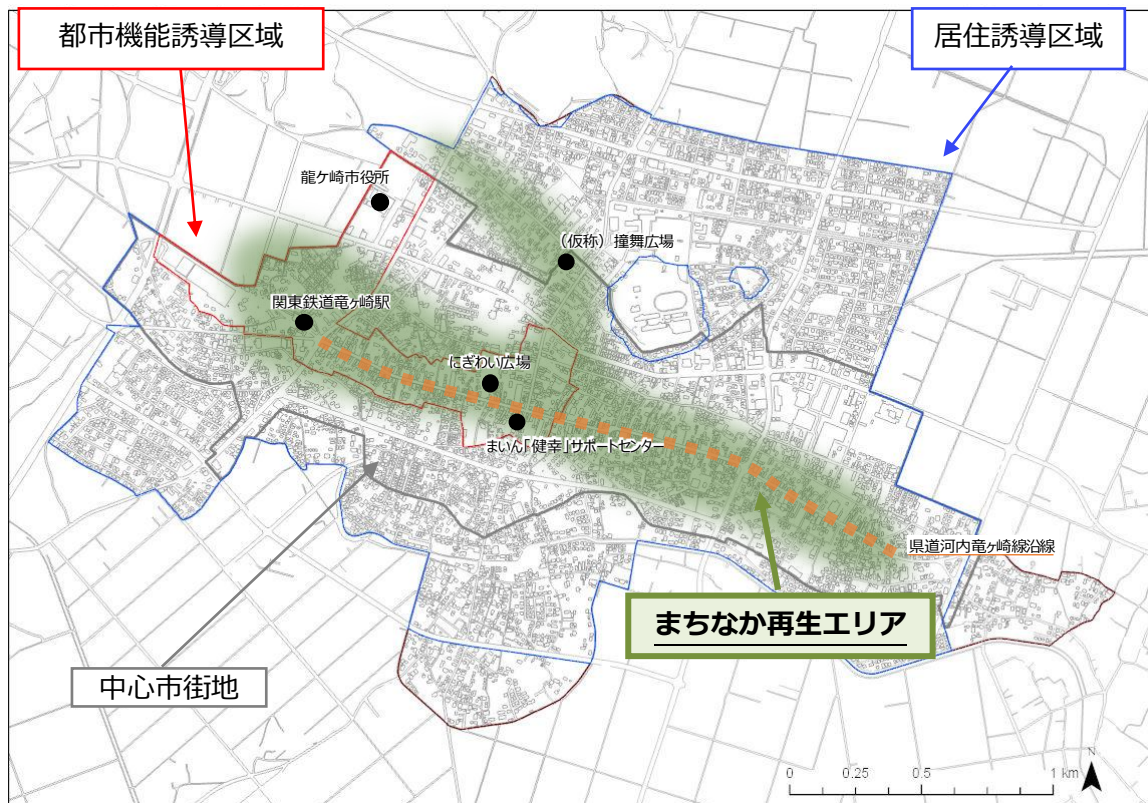 都市機能誘導区域
居住誘導区域
龍ケ崎市役所
（仮称）撞舞広場
関東鉄道竜ヶ崎駅
にぎわい広場
まいん「健幸」サポートセンター
県道河内竜ヶ崎線沿線
まちなか再生エリア
中心市街地
N
0 0.25 0.5 1 km